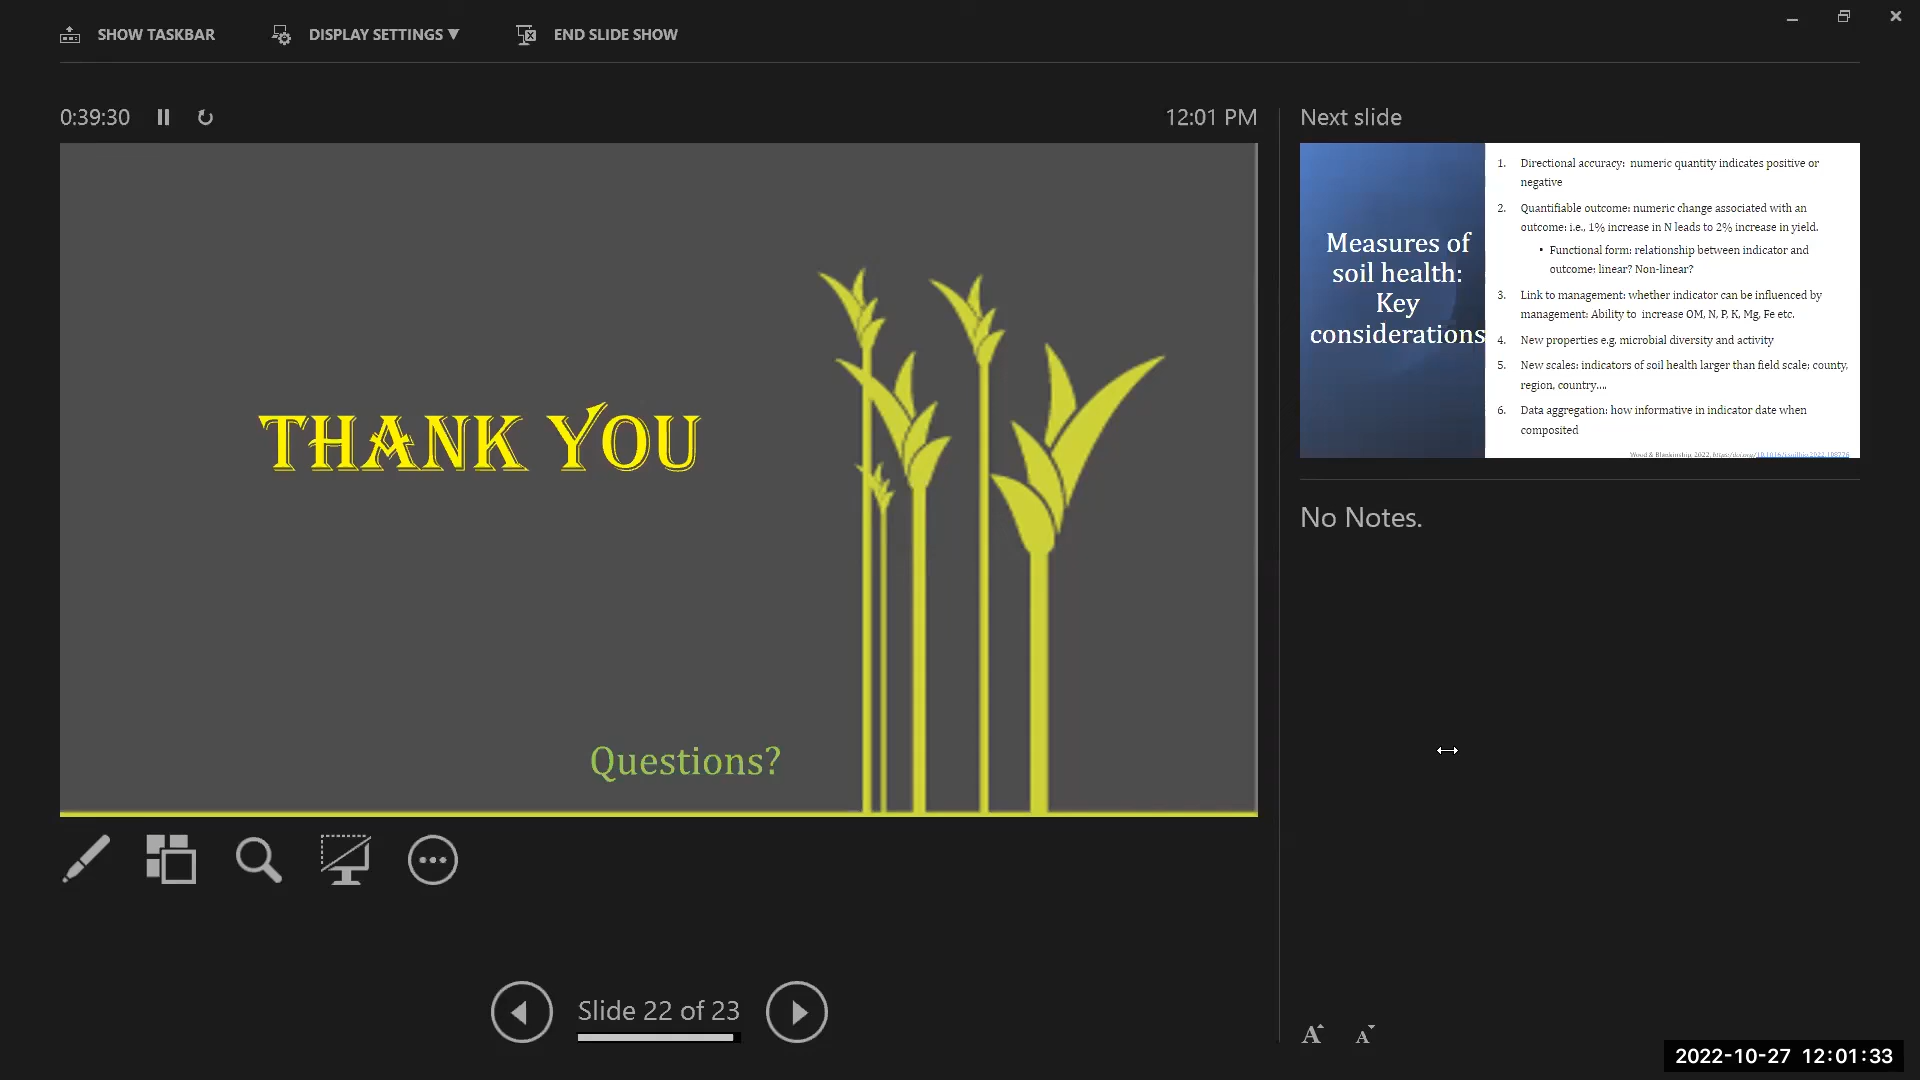 SHOW TASKBAR
DISPLAY SETTINGS ▼
END SLIDE SHOW
0:39:30
12:01 PM
Next slide
THANK YOU
Questions?
Measures of
soil health:
Key
considerations
1. Directional accuracy: numeric quantity indicates positive or
negative
2. Quantifiable outcome: numeric change associated with an
outcome: i.e., 1% increase in N leads to 2% increase in yield.
• Functional form: relationship between indicator and
outcome: linear? Non-linear?
3. Link to management: whether indicator can be influenced by
management: Ability to increase OM, N, P, K, Mg, Fe etc.
4. New properties e.g. microbial diversity and activity
5. New scales: indicators of soil health larger than field scale; county,
region, country....
6. Data aggregation: how informative in indicator date when
composited
Wood & Blankinship, 2022,
No Notes.
Slide 22 of 23
A A
2022-10-27 12:01:33